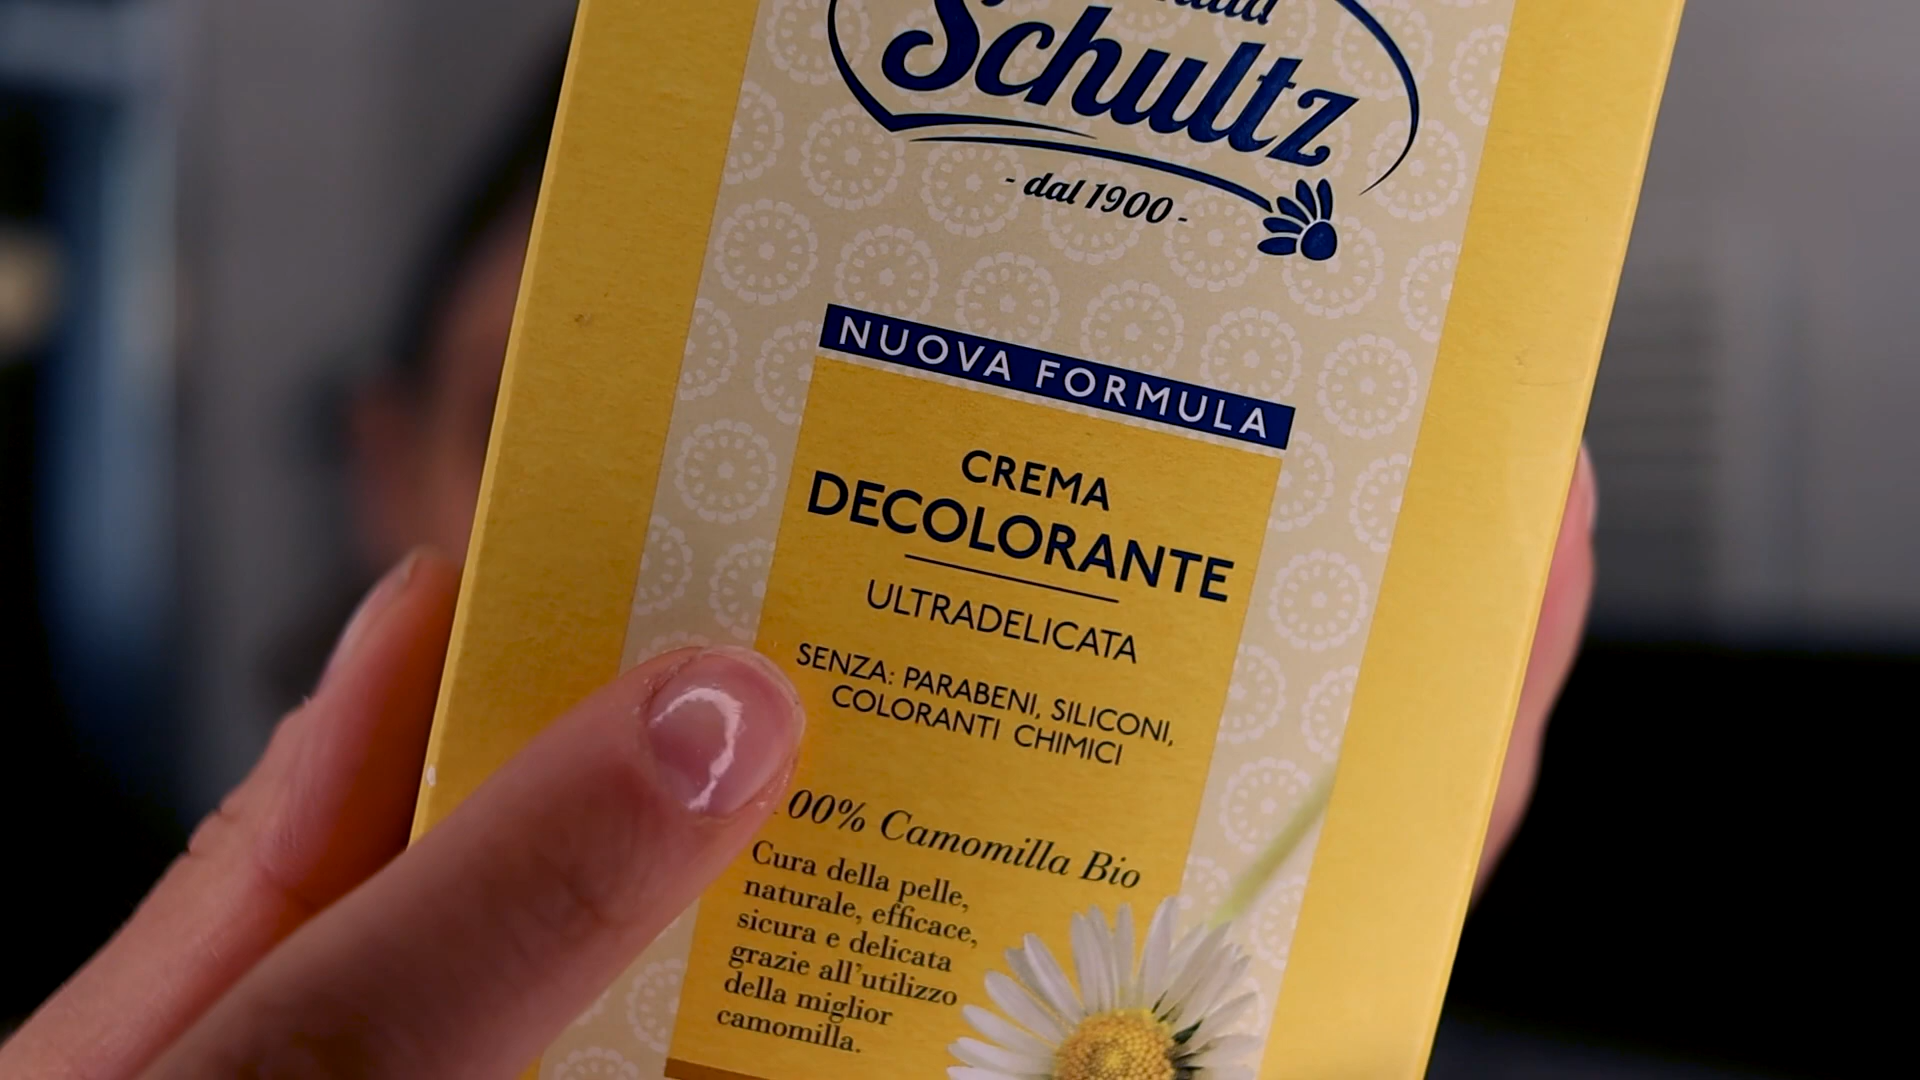 Schultz
- dal 1900 -
NUOVA FORMULA
CREMA
DECOLORANTE
ULTRADELICATA
SENZA: PARABENI, SILICONI,
COLORANTI CHIMICI
00% Camomilla Bio
Cura della pelle,
naturale, efficace,
sicura e delicata
grazie all'utilizzo
della miglior
camomilla.